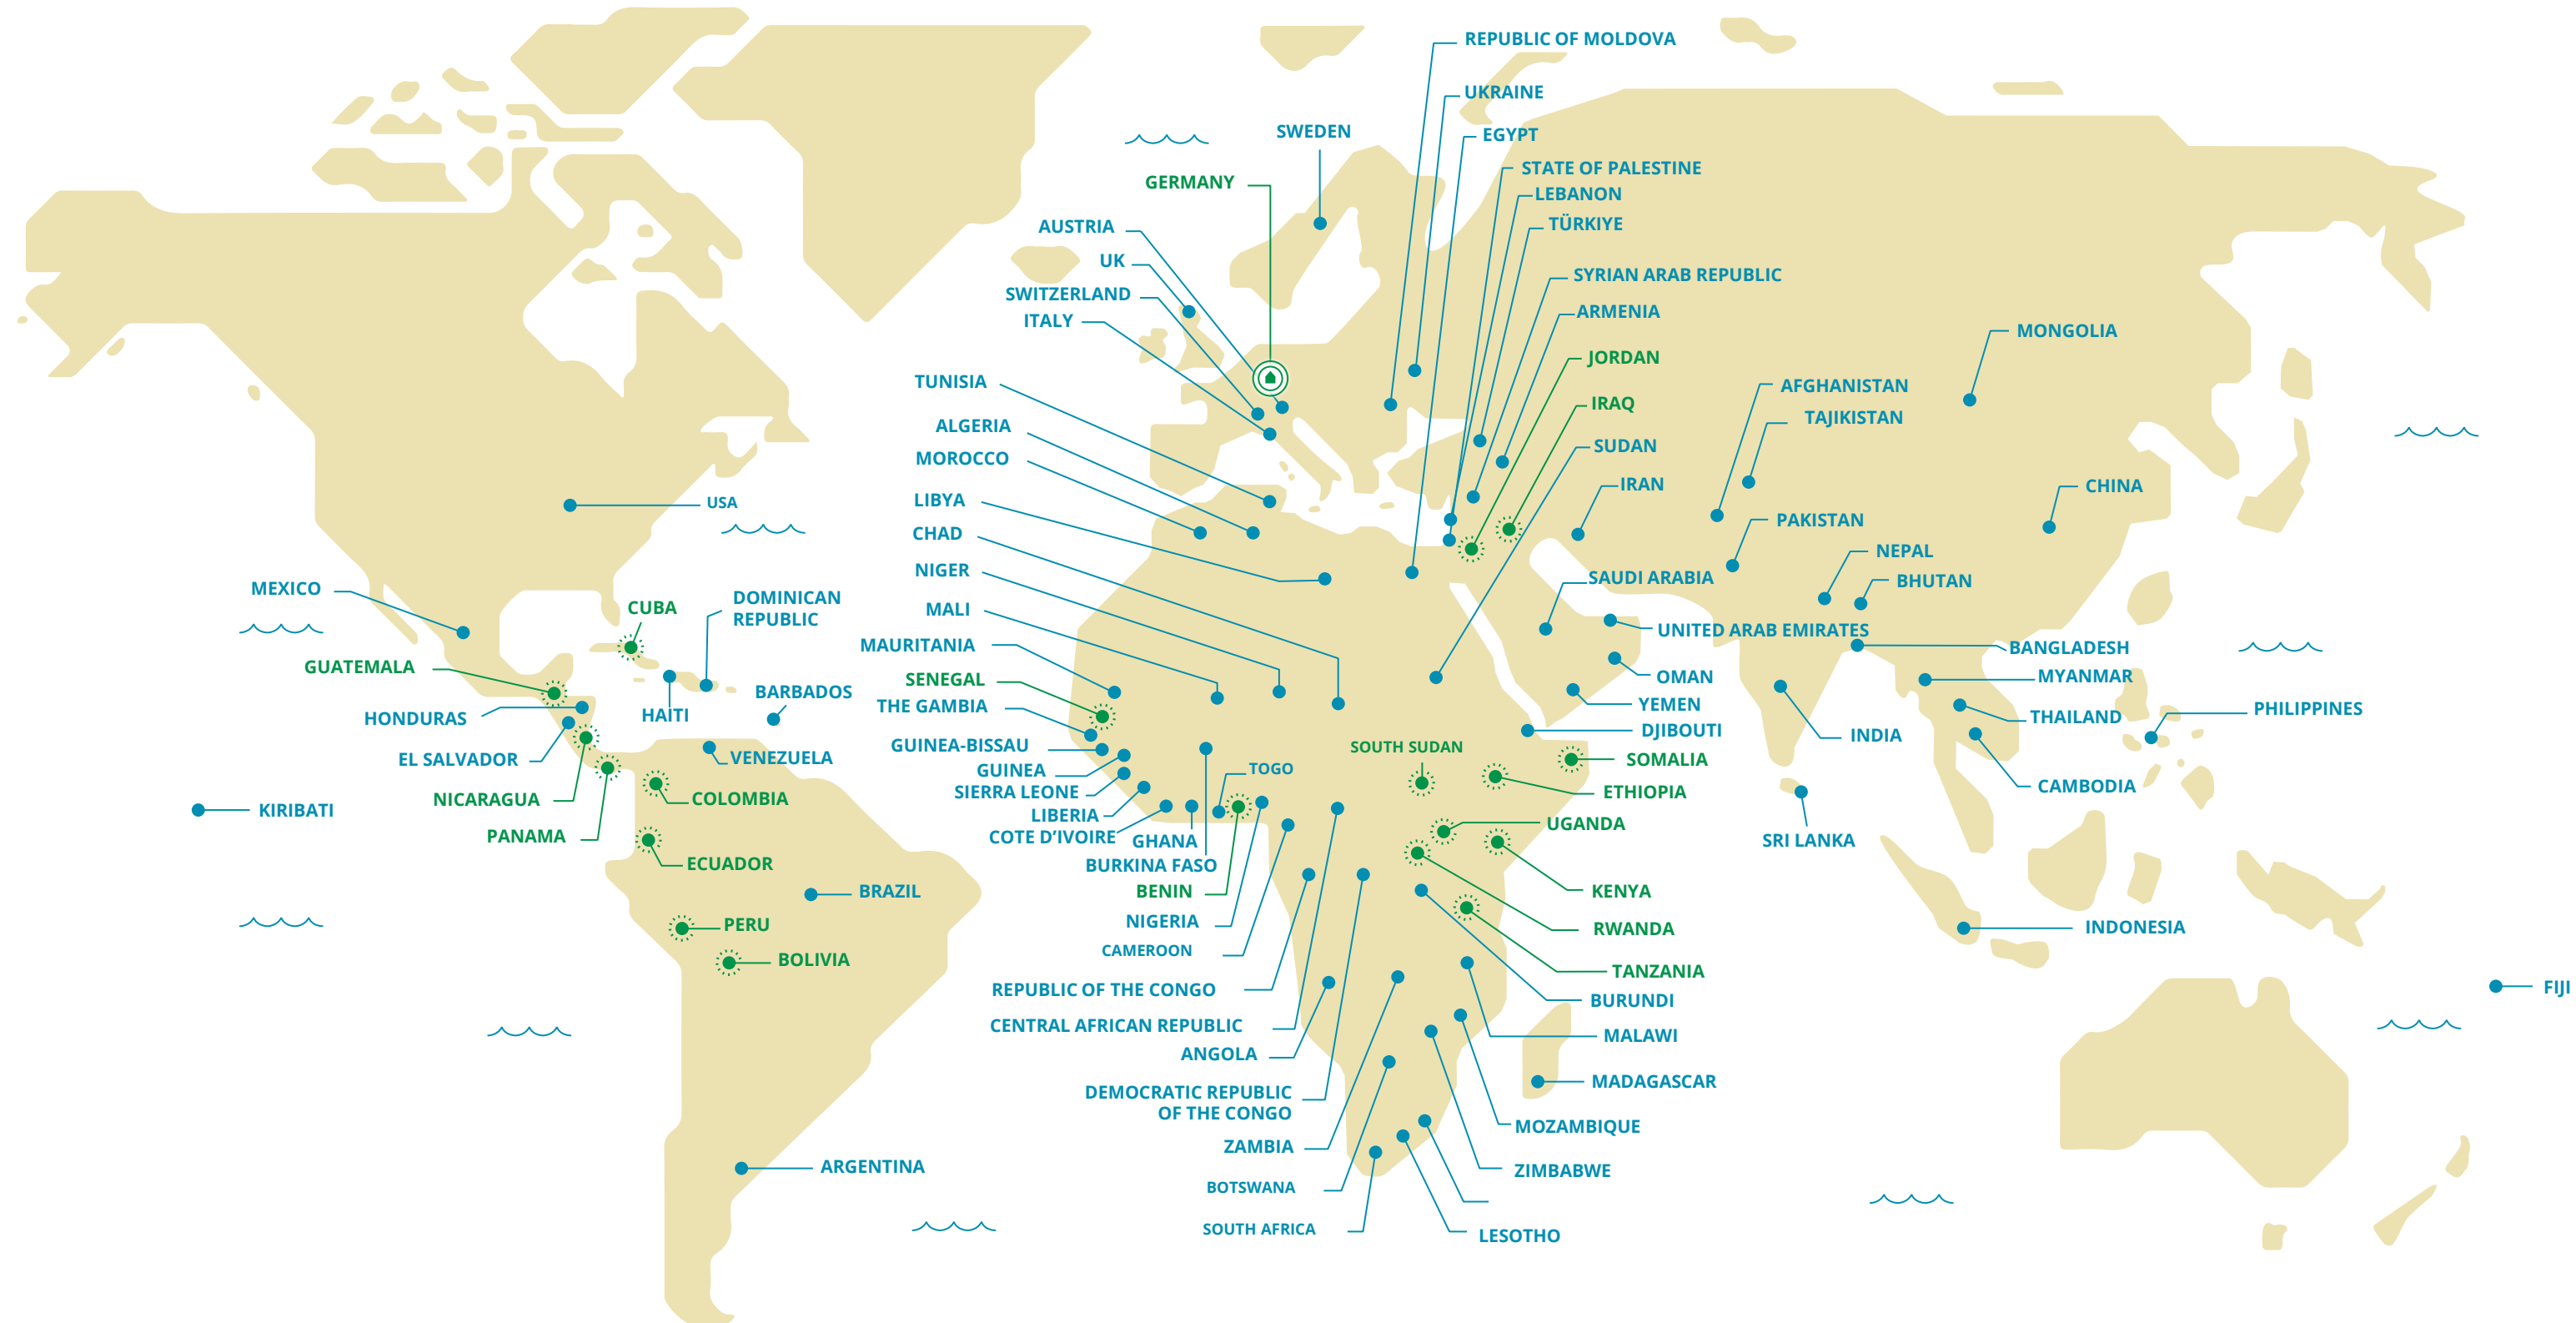 REPUBLIC OF MOLDOVA
UKRAINE
SWEDEN
EGYPT
STATE OF PALESTINE
GERMANY
LEBANON
TÜRKIYE
AUSTRIA
UK
SYRIAN ARAB REPUBLIC
SWITZERLAND
ARMENIA
ITALY
MONGOLIA
JORDAN
TUNISIA
AFGHANISTAN
IRAQ
TAJIKISTAN
ALGERIA
SUDAN
MOROCCO
IRAN
CHINA
LIBYA
USA
PAKISTAN
CHAD
NEPAL
NIGER
SAUDI ARABIA
BHUTAN
MEXICO
DOMINICAN
REPUBLIC
CUBA
MALI
UNITED ARAB EMIRATES
MAURITANIA
BANGLADESH
GUATEMALA
SENEGAL
OMAN
MYANMAR
BARBADOS
THE GAMBIA
YEMEN
PHILIPPINES
HAITI
HONDURAS
THAILAND
DJIBOUTI
INDIA
GUINEA-BISSAU
SOUTH SUDAN
EL SALVADOR
VENEZUELA
SOMALIA
GUINEA
TOGO
CAMBODIA
SIERRA LEONE
ETHIOPIA
NICARAGUA
COLOMBIA
KIRIBATI
LIBERIA
UGANDA
PANAMA
COTE D’IVOIRE
GHANA
SRI LANKA
ECUADOR
BURKINA FASO
BRAZIL
BENIN
KENYA
NIGERIA
PERU
RWANDA
INDONESIA
CAMEROON
BOLIVIA
TANZANIA
REPUBLIC OF THE CONGO
FIJI
BURUNDI
CENTRAL AFRICAN REPUBLIC
MALAWI
ANGOLA
MADAGASCAR
DEMOCRATIC REPUBLIC
OF THE CONGO
MOZAMBIQUE
ZAMBIA
ARGENTINA
ZIMBABWE
BOTSWANA
SOUTH AFRICA
LESOTHO